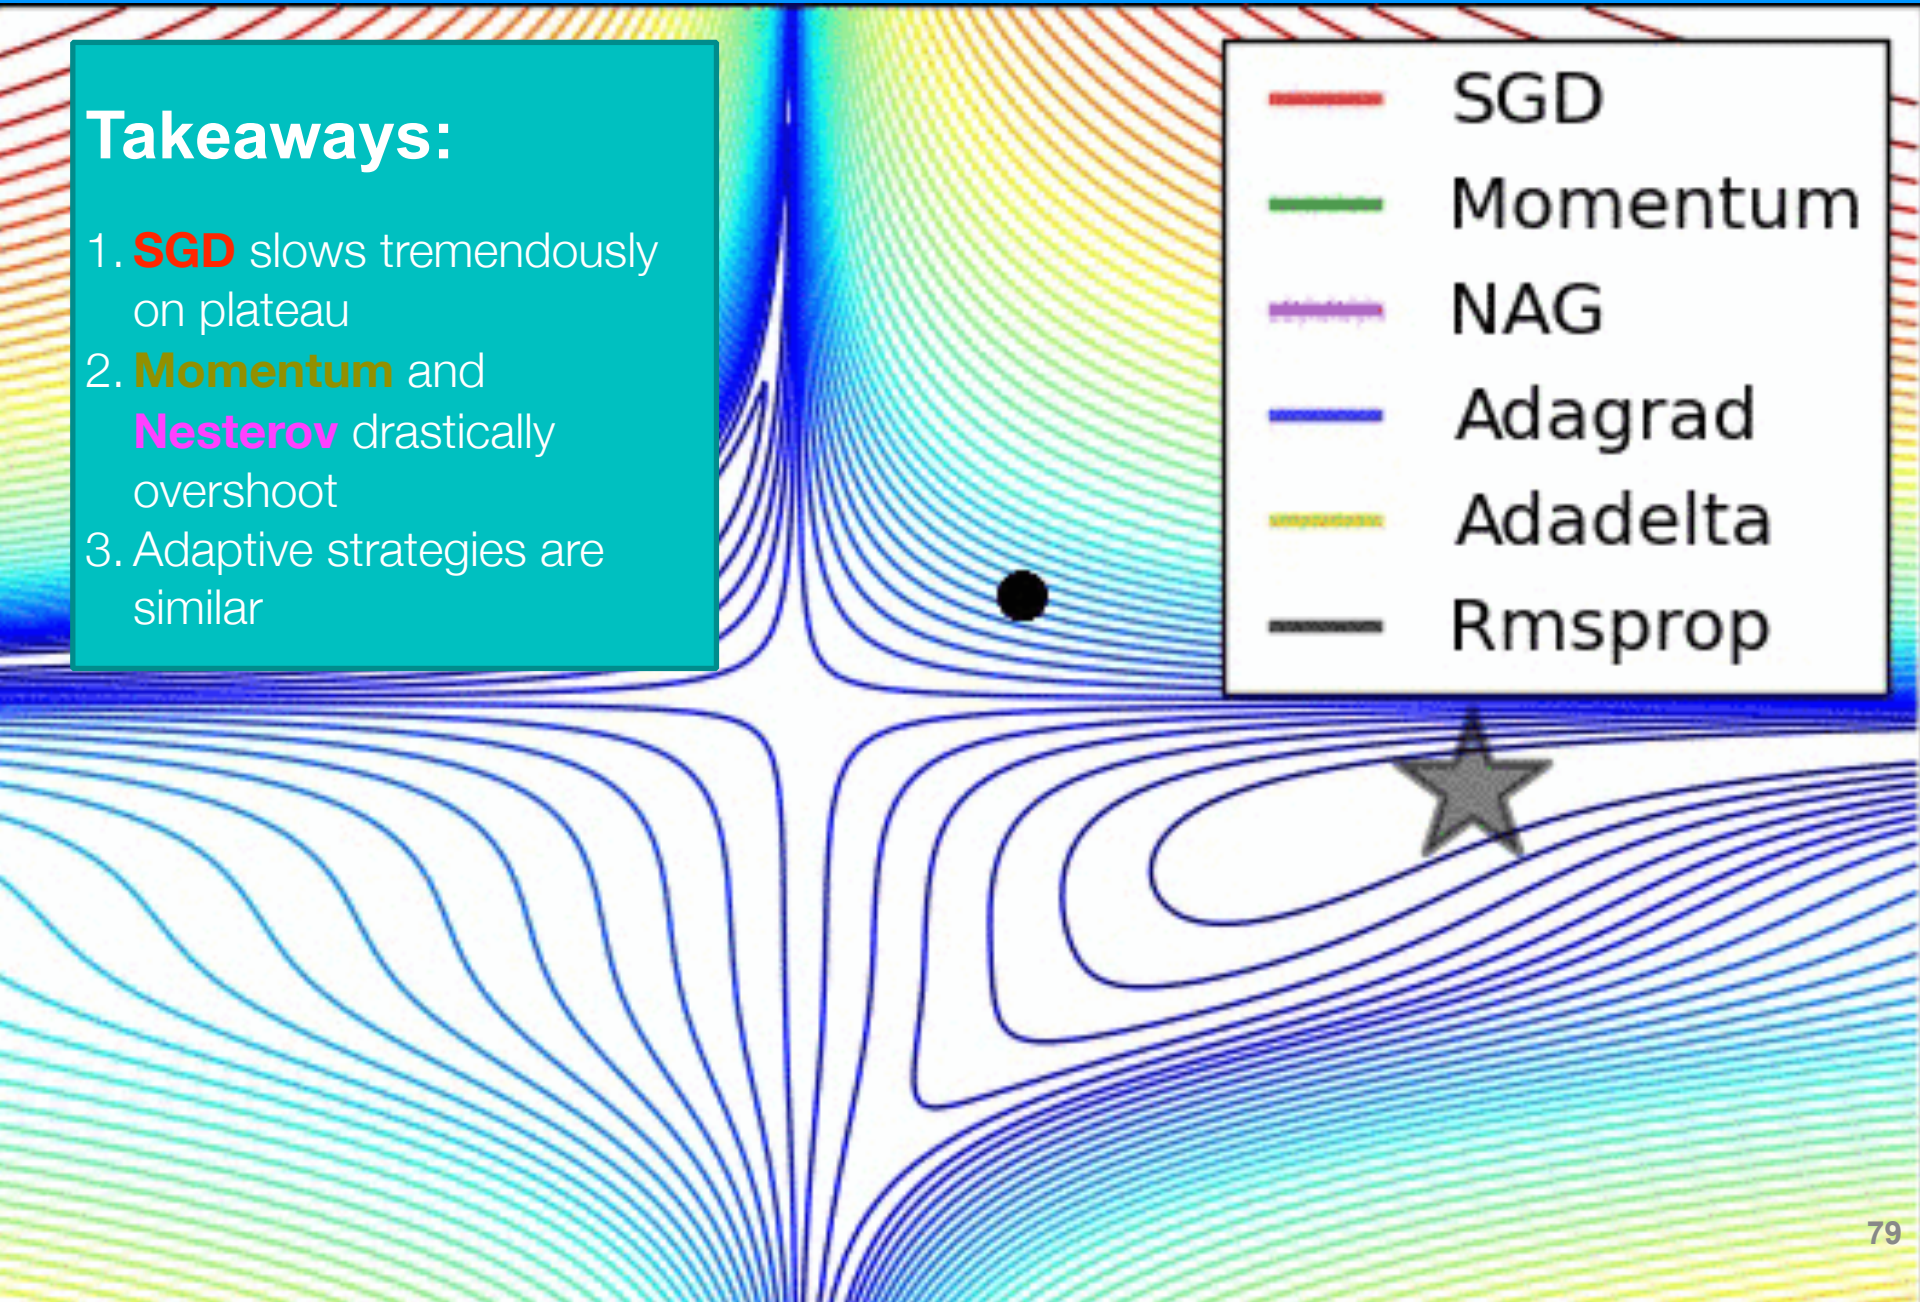 Takeaways:
1. SGD slows tremendously
on plateau
2. Momentum and
Nesterov drastically
overshoot
3. Adaptive strategies are
similar
SGD
Momentum
NAG
Adagrad
Adadelta
Rmsprop
79